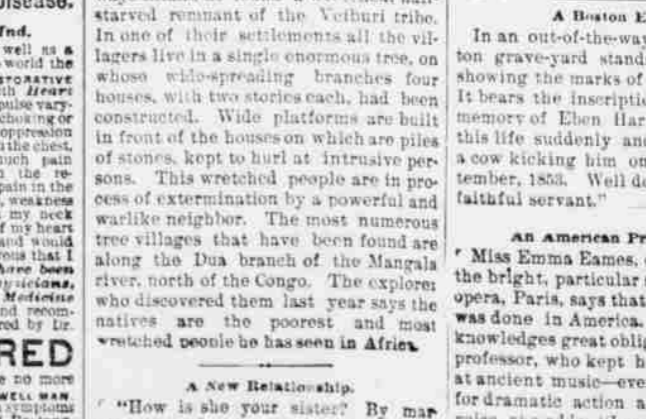 isease.
Ind.
well as a
world the
STORATIVE
th Heart
pulse vary-
choking or
oppression
the chest,
much pain
the re-
pain in the
, weakness
my neck
f my heart
and would
rous that I
have been
ysicians,
Medicine
nd recom-
red by Dr.
RED
e no more
WELL MAN.
symptoms
starved remnant of the Vciburi tribe.
In one of their settlements all the vil-
lagers live in a single enormous tree, on
whose wide-spreading branches four
houses, with two stories each, had been
constructed. Wide platforms are built
in front of the houses on which are piles
of stones, kept to hurl at intrusive per-
sons. This wretched people are in pro-
cess of extermination by a powerful and
warlike neighbor. The most numerous
tree villages that have been found are
along the Dua branch of the Mangala
river, north of the Congo. The explorer
who discovered them last year says the
natives are the poorest and most
wretched people he has seen in Africa
A New Relationship.
"How is she your sister? By mar
A Boston E
In an out-of-the-way
ton grave-yard stand
showing the marks of
It bears the inscripti
memory of Eben Har
this life suddenly an
a cow kicking him on
tember, 1853. Well d
faithful servant."
An American Pr
Miss Emma Eames,
the bright, particular
opera, Paris, says that
was done in America.
knowledges great oblig
professor, who kept h
at ancient music—eve
for dramatic action a